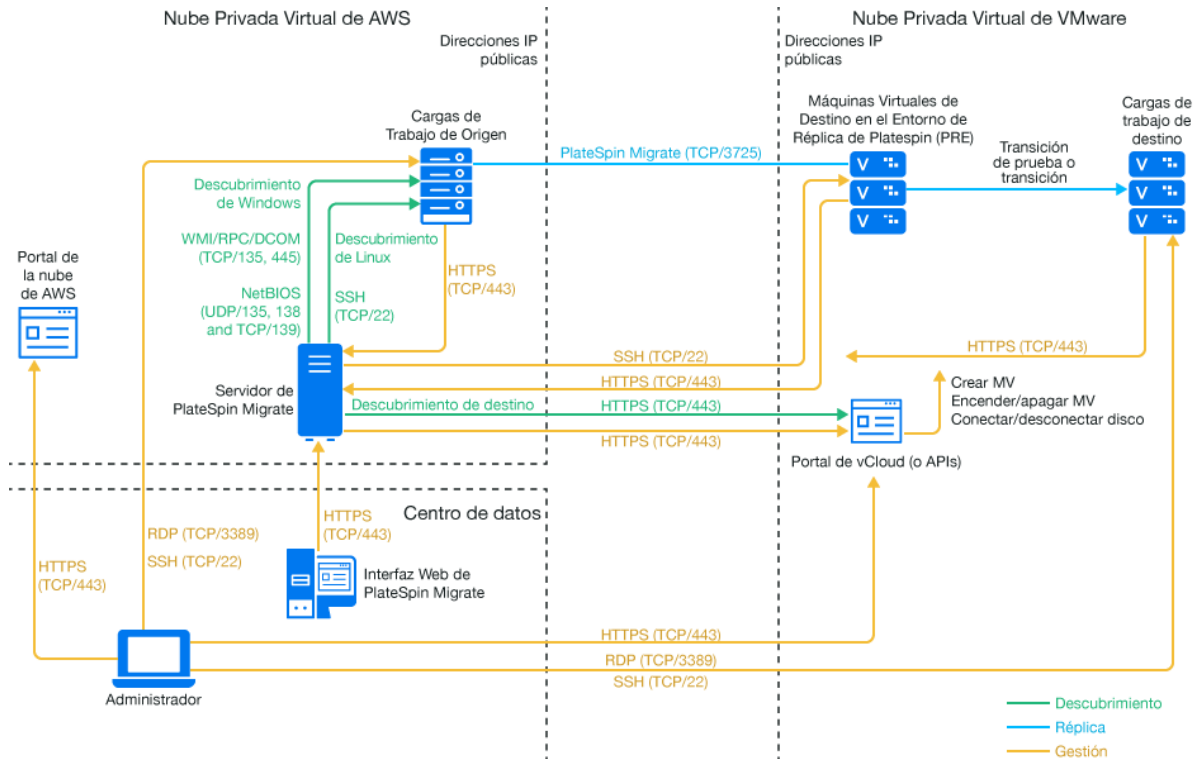 Nube Privada Virtual de AWS
Nube Privada Virtual de VMware
Direcciones IP
públicas
Direcciones IP
públicas
Cargas de
Trabajo de Origen
Máquinas Virtuales de
Destino en el Entorno de
Réplica de Platespin (PRE)
Cargas de
trabajo de
destino
PlateSpin Migrate (TCP/3725)
Transición
de prueba o
transición
Descubrimiento
de Windows
WMI/RPC/DCOM
(TCP/135, 445)
NetBIOS
(UDP/135, 138
and TCP/139)
Descubrimiento
de Linux
SSH
(TCP/22)
HTTPS
(TCP/443)
Portal de
la nube
de AWS
SSH (TCP/22)
HTTPS (TCP/443)
HTTPS (TCP/443)
Servidor de
PlateSpin Migrate
Descubrimiento de destino
HTTPS (TCP/443)
HTTPS (TCP/443)
Crear MV
Encender/apagar MV
Conectar/desconectar disco
Portal de vCloud (o APIs)
Centro de datos
HTTPS
(TCP/443)
RDP (TCP/3389)
SSH (TCP/22)
HTTPS
(TCP/443)
Interfaz Web de
PlateSpin Migrate
Administrador
HTTPS (TCP/443)
RDP (TCP/3389)
SSH (TCP/22)
Descubrimiento
Réplica
Gestión